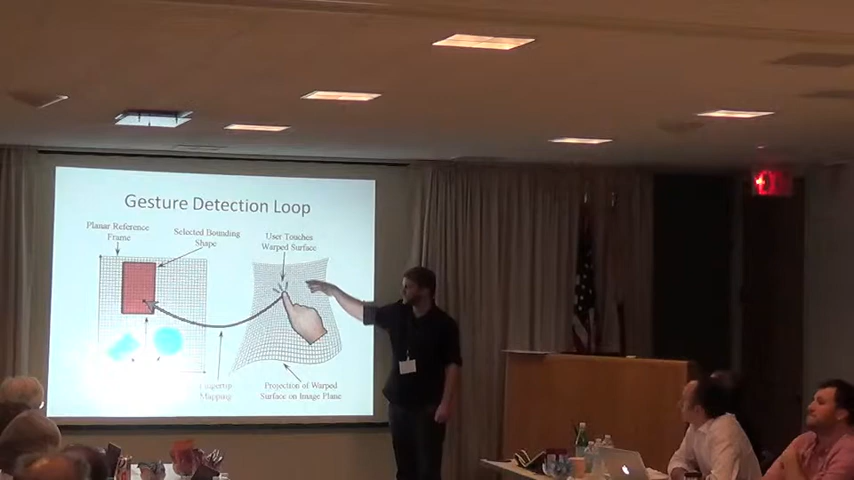 Gesture Detection Loop
Planar Reference
Frame
Selected Bounding
Shape
User Touches
Warped Surface
Mapping
Projection of Warped
Surface on Image Plane